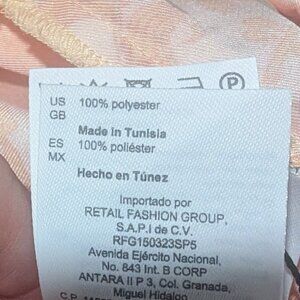 P
US 100% polyester
GB
Made in Tunisia
ES 100% poliéster
MX
Hecho en Túnez
Importado por
RETAIL FASHION GROUP,
S.A.P.I de C.V.
RFG150323SP5
Avenida Ejército Nacional,
No. 843 Int. B CORP
ANTARA II P 3, Col. Granada,
Miguel Hidalgo
C.P.